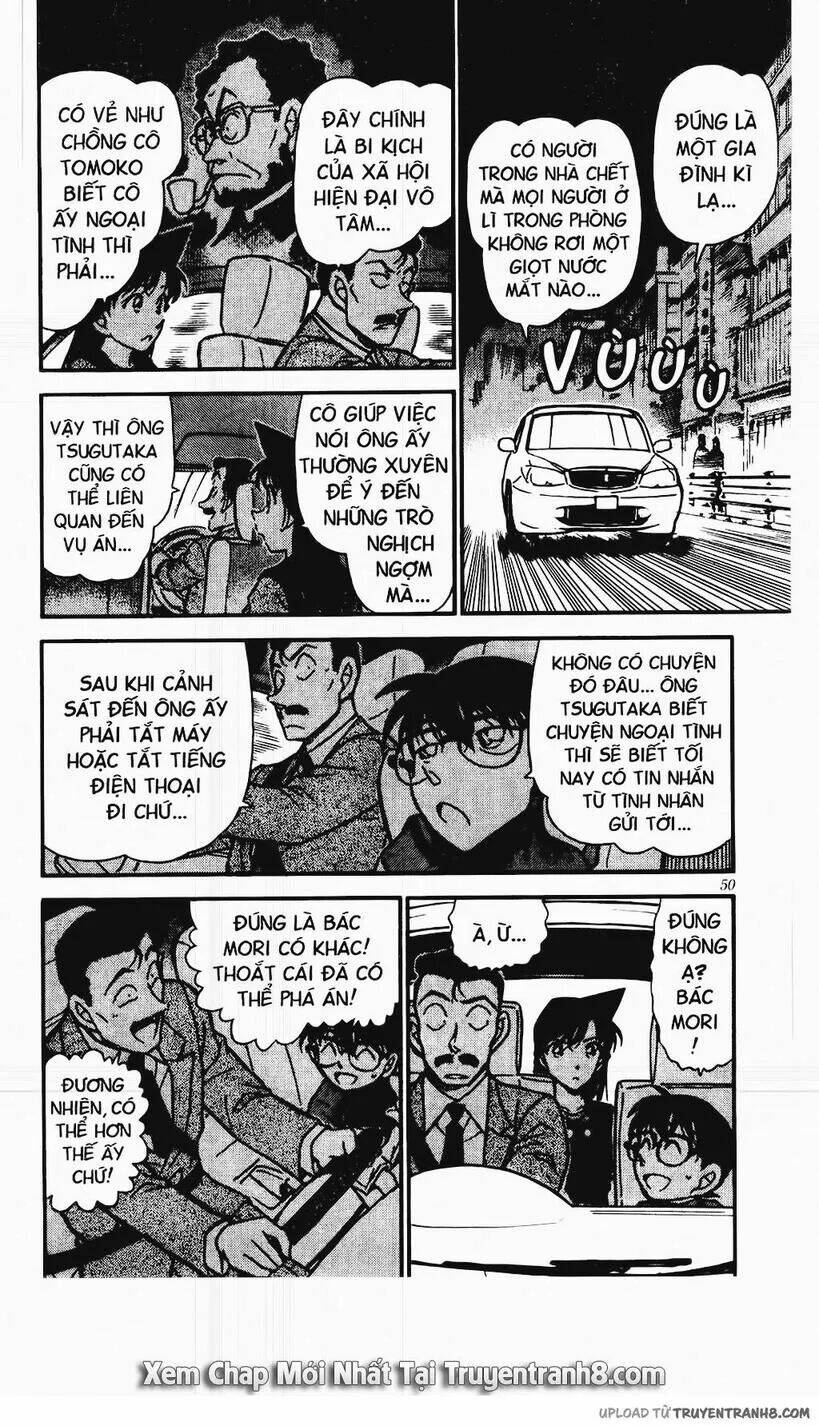 ĐÚNG LÀ
MỘT GIA
ĐÌNH KÌ
LẠ...
CÓ NGƯỜI
TRONG NHÀ CHẾT
MÀ MỌI NGƯỜI Ở
LÌ TRONG PHÒNG
KHÔNG RƠI MỘT
GIỌT NƯỚC
MẮT NÀO...
VÙÙÙ
ĐÂY CHÍNH
LÀ BI KỊCH
CỦA XÃ HỘI
HIỆN ĐẠI VÔ
TÂM...
CÓ VẺ NHƯ
CHỒNG CÔ
TOMOKO
BIẾT CÔ
ẤY NGOẠI
TÌNH THÌ
PHẢI...
CÔ GIÚP VIỆC
NÓI ÔNG ẤY
THƯỜNG XUYÊN
ĐỂ Ý ĐẾN
NHỮNG TRÒ
NGHỊCH
NGỢM
MÀ...
VẬY THÌ ÔNG
TSUGUTAKA
CŨNG CÓ
THỂ LIÊN
QUAN ĐẾN
VỤ ÁN...
KHÔNG CÓ CHUYỆN
ĐÓ ĐÂU... ÔNG
TSUGUTAKA BIẾT
CHUYỆN NGOẠI TÌNH
THÌ SẼ BIẾT TỐI
NAY CÓ TIN NHẮN
TỪ TÌNH NHÂN
GỬI TỚI...
SAU KHI CẢNH
SÁT ĐẾN ÔNG ẤY
PHẢI TẮT MÁY
HOẶC TẮT TIẾNG
ĐIỆN THOẠI
ĐI CHỨ...
50
ĐÚNG
KHÔNG
Ạ?
BÁC
MORI
!
À, Ừ...
ĐÚNG LÀ BÁC
MORI CÓ KHÁC!
THOẮT CÁI ĐÃ CÓ
THỂ PHÁ ÁN!
ĐƯƠNG
NHIÊN, CÓ
THỂ HƠN
THẾ ẤY
CHỨ!
Xem Chap Mới Nhất Tại Truyentranh8.com
UPLOAD TỪ TRUYENTRANH8.COM